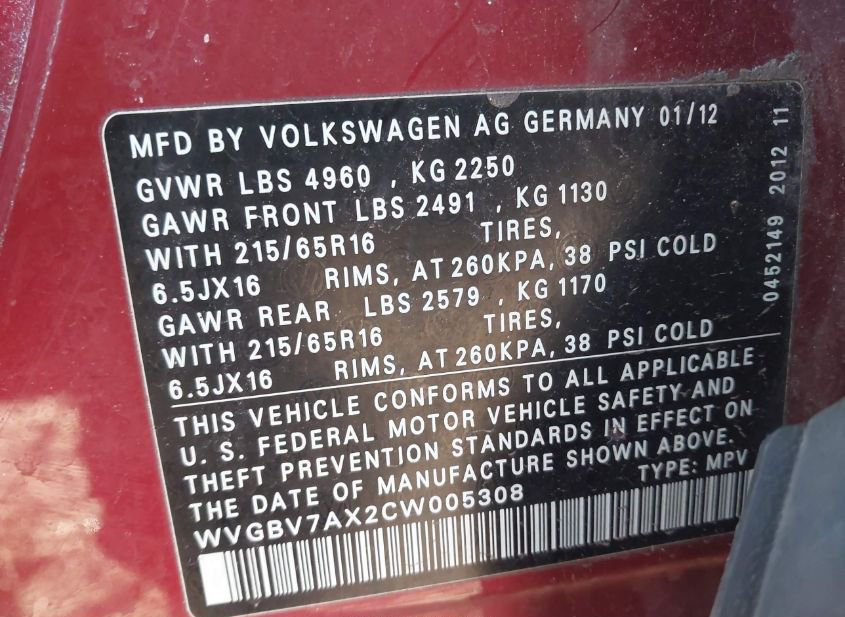 MFD BY VOLKSWAGEN AG GERMANY 01/12
GVWR LBS 4960 , KG 2250
GAWR FRONT LBS 2491 , KG 1130
WITH 215/65R16 TIRES,
6.5JX16 RIMS, AT 260KPA, 38 PSI COLD
GAWR REAR LBS 2579 , KG 1170
WITH 215/65R16 TIRES,
6.5JX16 RIMS, AT 260KPA, 38 PSI COLD
THIS VEHICLE CONFORMS TO ALL APPLICABLE
U. S. FEDERAL MOTOR VEHICLE SAFETY AND
THEFT PREVENTION STANDARDS IN EFFECT ON
THE DATE OF MANUFACTURE SHOWN ABOVE.
WVGBV7AX2CW005308 TYPE: MPV
0452149 2012 11